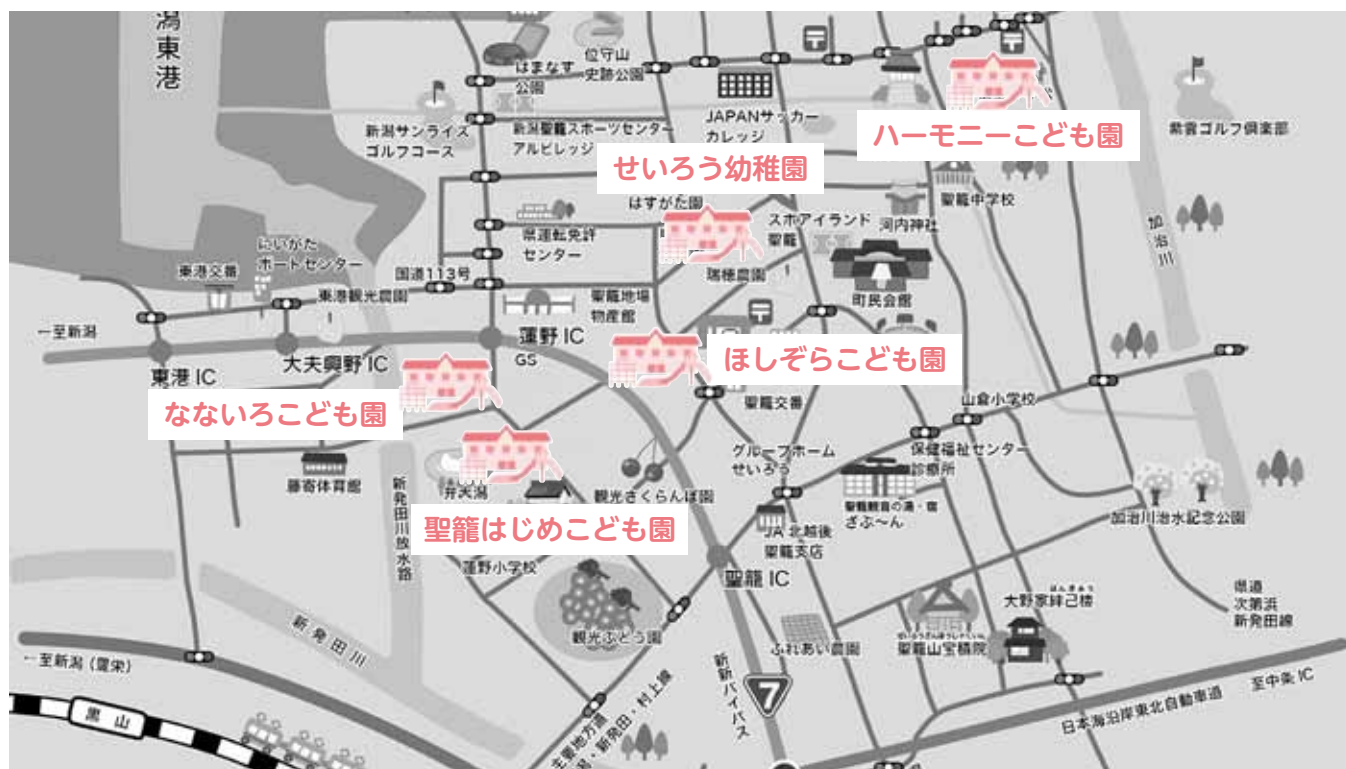 潟東港
位守山
史跡公園
はまなす
公園
新潟サンライズ
ゴルフコース
新潟聖籠スポーツセンター
アルビレッジ
JAPANサッカー
カレッジ
ハーモニーこども園
紫雲ゴルフ倶楽部
せいろう幼稚園
はすがた園
聖籠中学校
スポアイランド
聖籠
河内神社
加治川
県運転免許
センター
瑞穂農園
町民会館
にいがた
ポートセンター
東港交番
国道113号
東港観光農園
聖籠地場
物産館
←至新潟
東港 IC
大夫興野 IC
蓮野 IC
GS
ほしぞらこども園
なないろこども園
聖籠交番
山倉小学校
グループホーム
せいろう
保健福祉センター
診療所
藤寄体育館
弁天潟
観光さくらんぼ園
聖籠観音の湯・宿
ざぶ〜ん
加治川治水記念公園
聖籠はじめこども園
JA 北越後
聖籠支店
新発田川放水路
蓮野小学校
聖籠 IC
県道
次第浜
新発田線
はんぎゅう
大野家絆己楼
新発田川
観光ぶどう園
ふれあい農園
聖籠山宝積院
←至新潟（豊栄）
新新バイパス
7
日本海沿岸東北自動車道
至中条 IC
黒山
主要地方道
潟・新発田・村上線